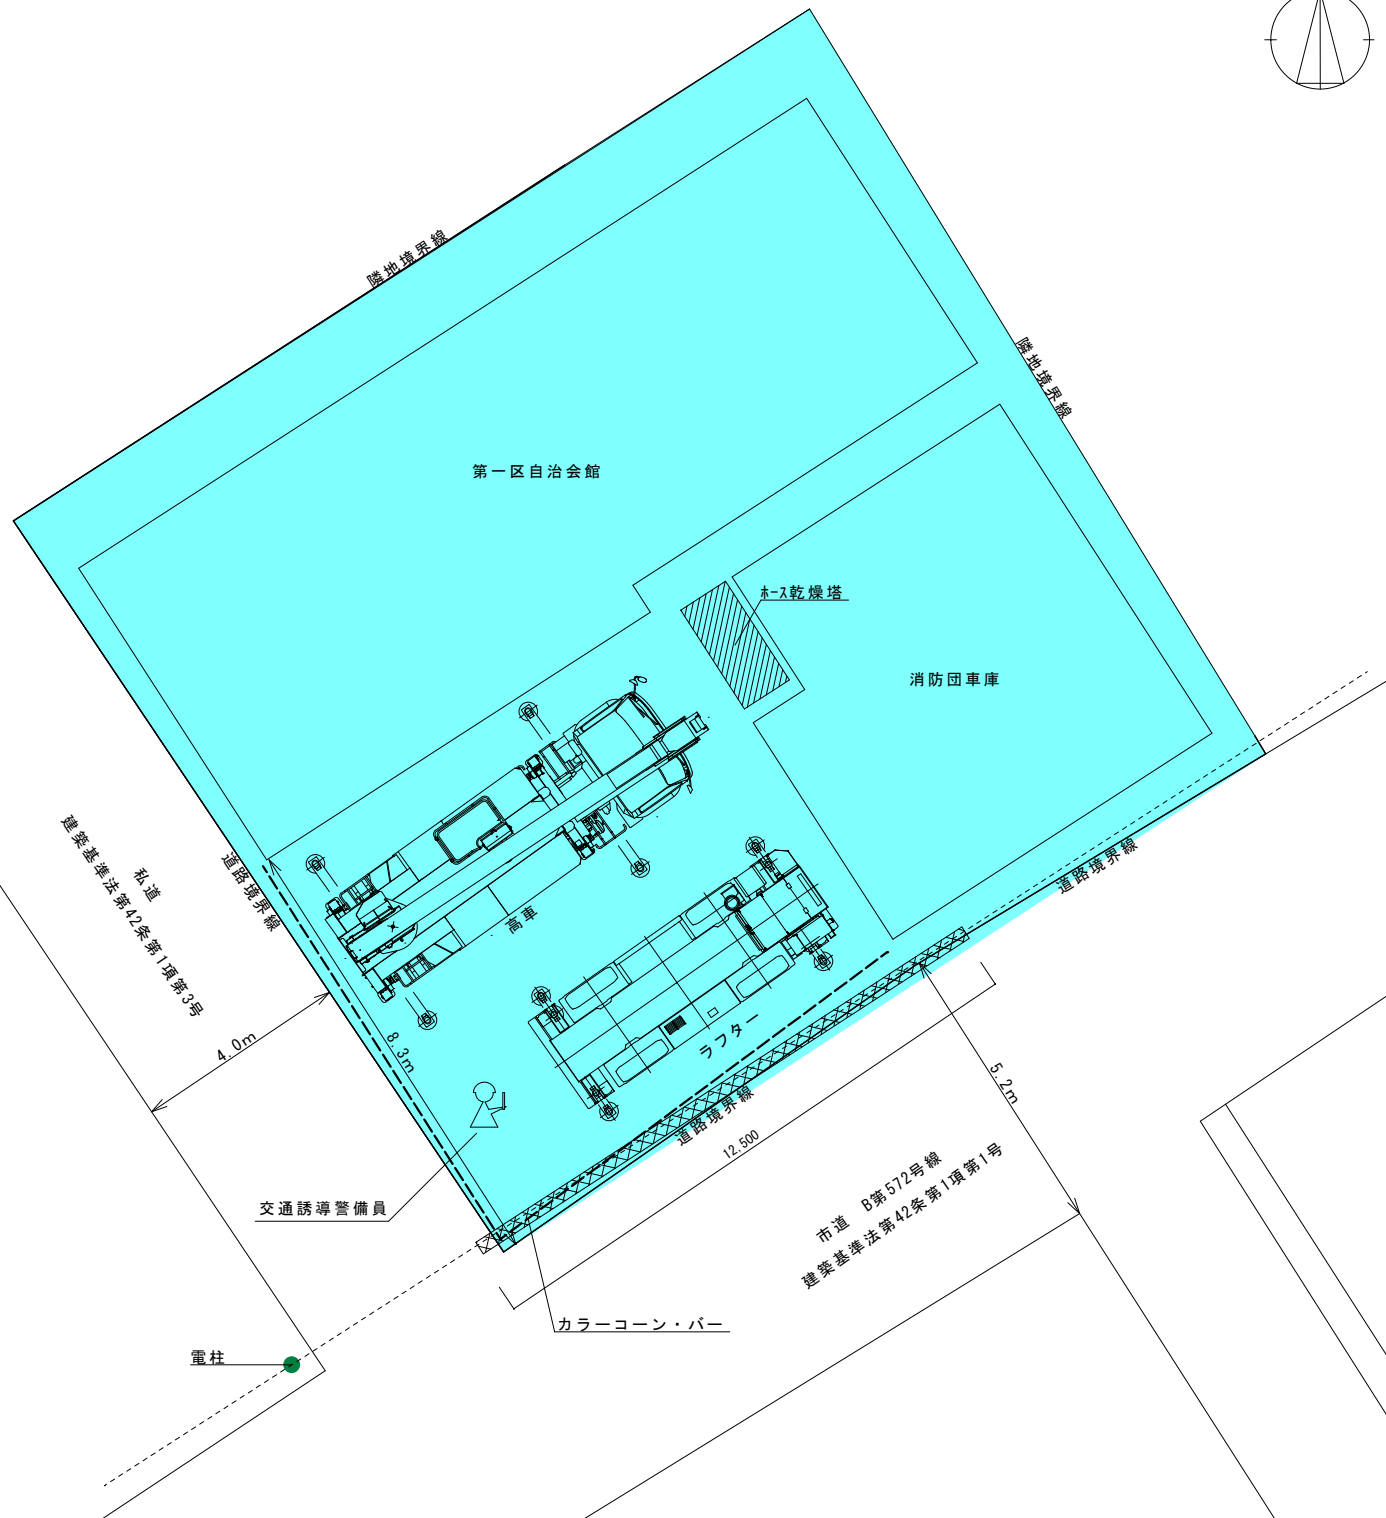 隣地境界線
隣地境界線
第一区自治会館
ホース乾燥塔
消防団車庫
私道
建築基準法第42条第1項第3号
道路境界線
道路境界線
高車
4.0m
8.3m
ラフター
道路境界線
12.500
5.2m
市道 B第572号線
建築基準法第42条第1項第1号
交通誘導警備員
カラーコーン・バー
電柱